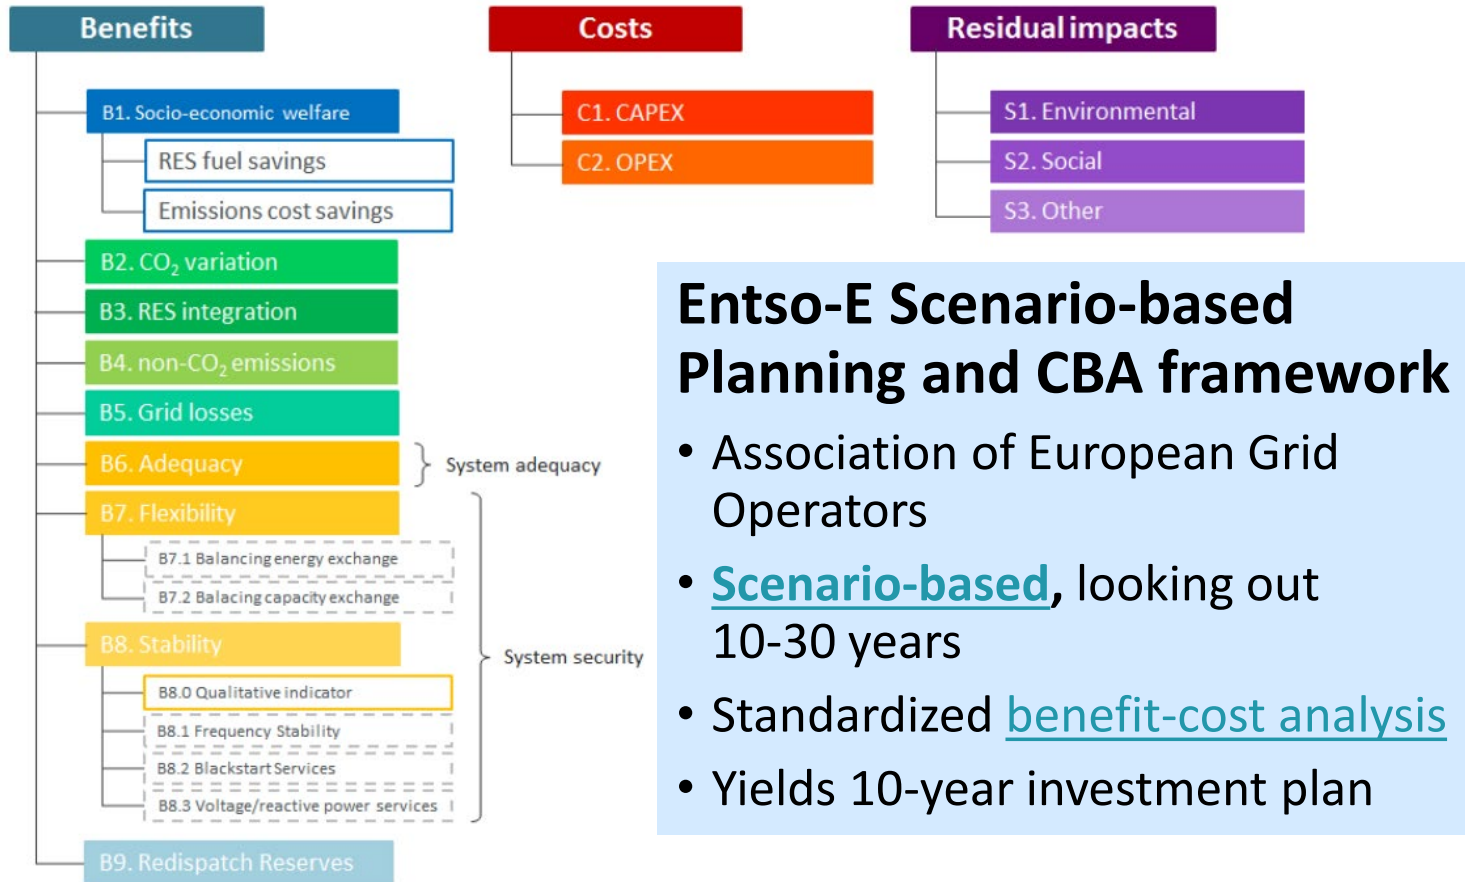 Benefits
B1. Socio-economic welfare
RES fuel savings
Emissions cost savings
B2. CO₂ variation
B3. RES integration
B4. non-CO₂ emissions
B5. Grid losses
B6. Adequacy
System adequacy
B7. Flexibility
B7.1 Balancing energy exchange
B7.2 Balacing capacity exchange
B8. Stability
System security
B8.0 Qualitative indicator
B8.1 Frequency Stability
B8.2 Blackstart Services
B8.3 Voltage/reactive power services
B9. Redispatch Reserves
Costs
C1. CAPEX
C2. OPEX
Residual impacts
S1. Environmental
S2. Social
S3. Other
Entso-E Scenario-based
Planning and CBA framework
• Association of European Grid
Operators
• Scenario-based, looking out
10-30 years
• Standardized benefit-cost analysis
• Yields 10-year investment plan